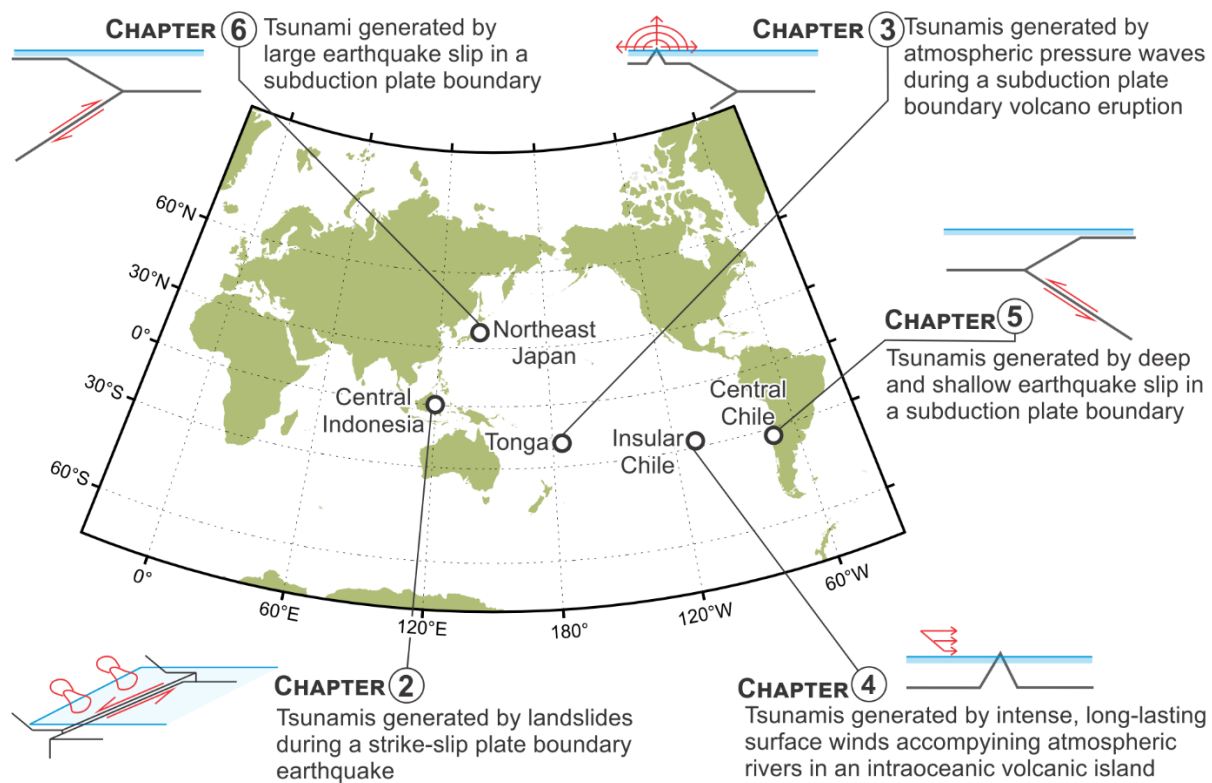 CHAPTER 6
Tsunami generated by
large earthquake slip in a
subduction plate
boundary
CHAPTER 3
Tsunamis generated by
atmospheric pressure waves
during a subduction plate
boundary volcano eruption
60°N
30°N
0°
30°S
60°S
Northeast
Japan
Central
Indonesia
Tonga
Insular
Chile
Central
Chile
CHAPTER 5
Tsunamis generated by deep
and shallow earthquake slip in
a subduction plate boundary
0°
60°E
120°E
180°
120°W
60°W
CHAPTER 2
Tsunamis generated by landslides
during a strike-slip plate boundary
earthquake
CHAPTER 4
Tsunamis generated by intense, long-lasting
surface winds accompyining atmospheric
rivers in an intraoceanic volcanic island